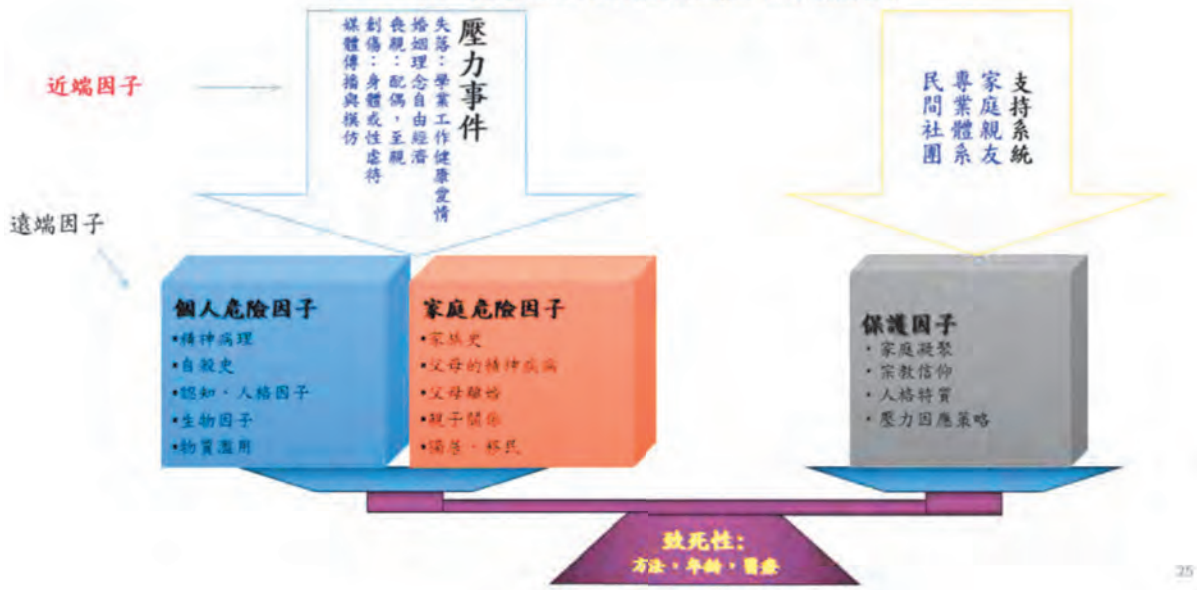 近端因子
遠端因子
壓力事件
失落：學業工作健康愛情
婚姻理念自由經濟
喪親：配偶，至親
創傷：身體或性虐待
媒體傳播與模仿
支持系統
家庭親友
專業體系
民間社團
個人危險因子
•精神病理
•自殺史
•認知、人格因子
•生物因子
•物質濫用
家庭危險因子
•家族史
•父母的精神疾病
•父母離婚
•親子關係
•獨居、移民
保護因子
• 家庭凝聚
• 宗教信仰
• 人格特質
• 壓力因應策略
致死性：
方法，年齡，醫療
25